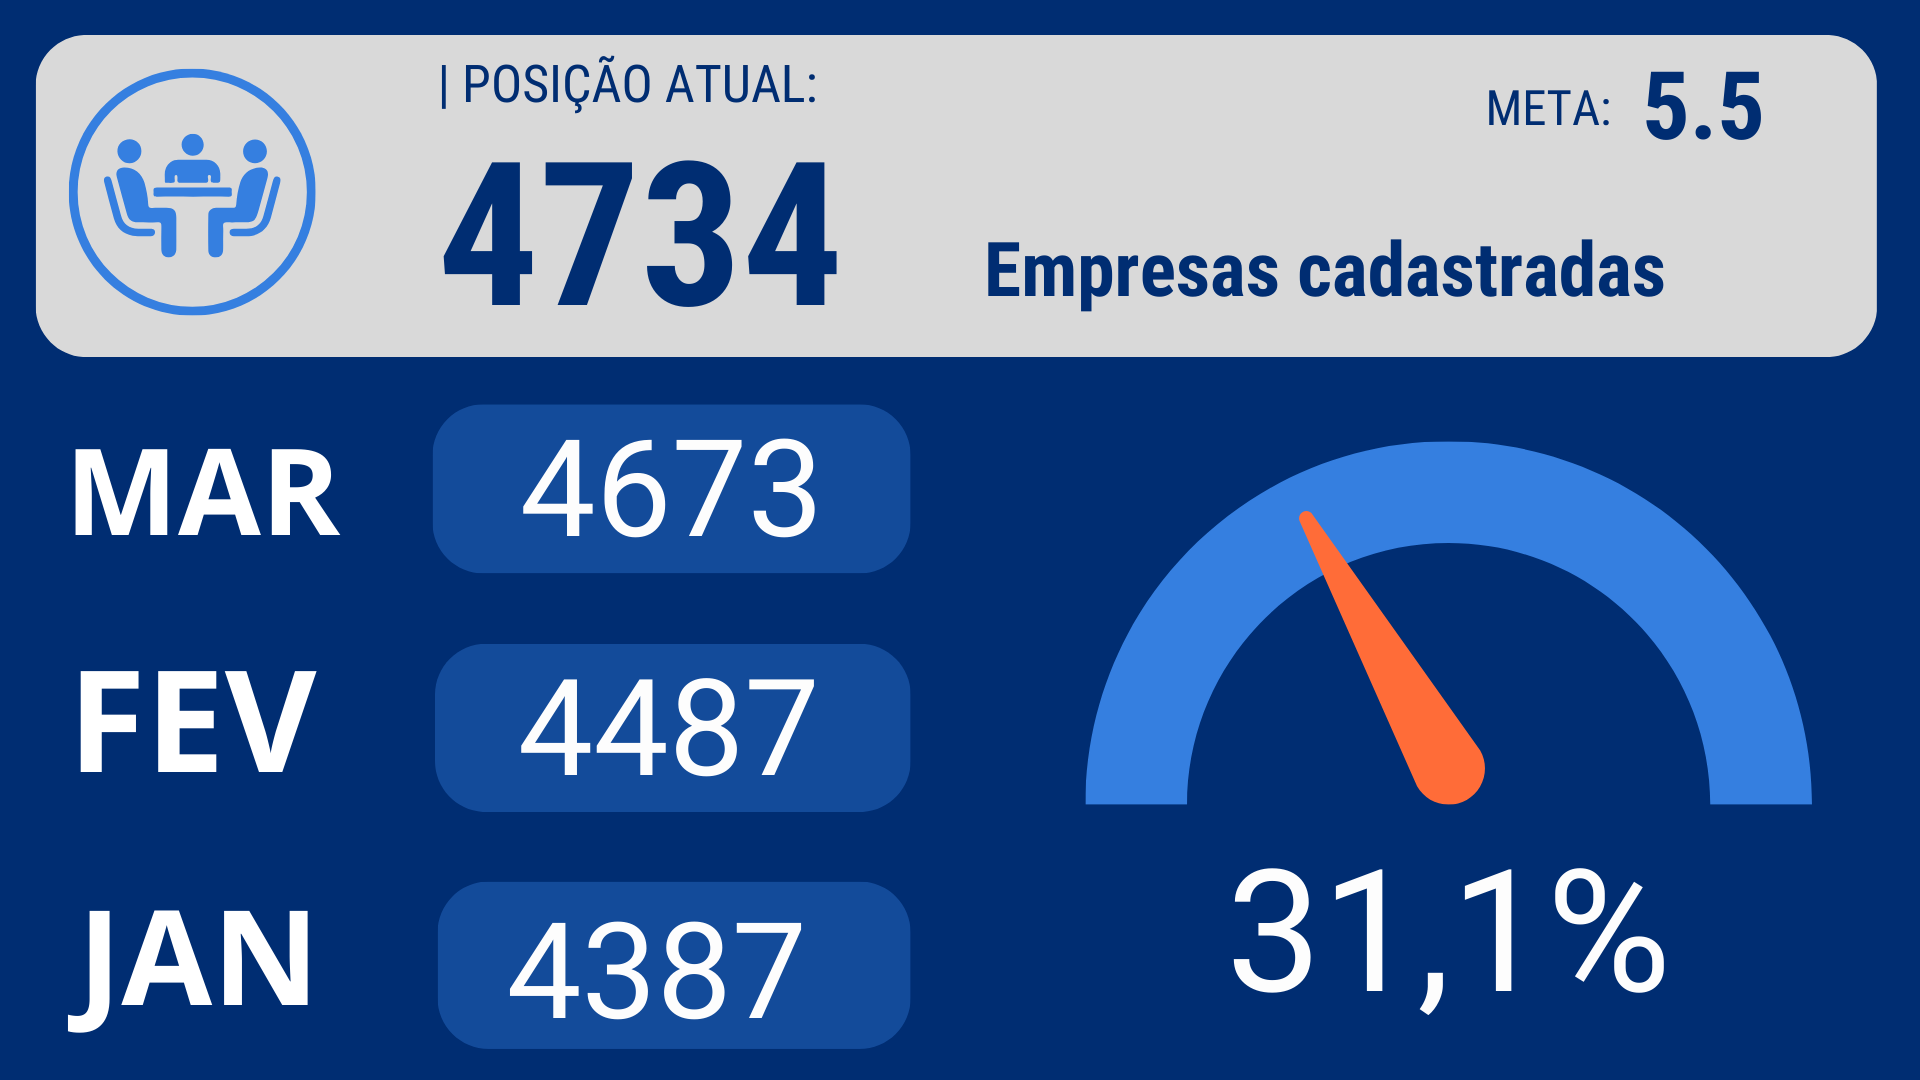 | POSIÇÃO ATUAL:
META: 5.5
4734
Empresas cadastradas
MAR 4673
FEV 4487
JAN 4387
31,1%